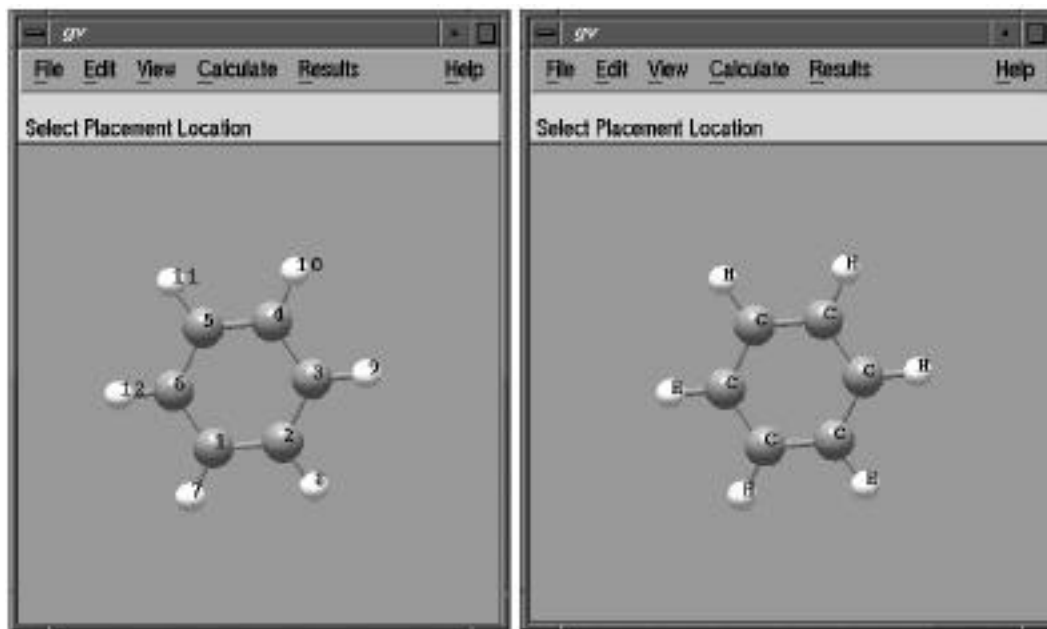 gv
File Edit View Calculate Results Help
Select Placement Location
11 10
5 4
12 6 3 9
1 2
7
gv
File Edit View Calculate Results Help
Select Placement Location
H H
C C
C C H
C C